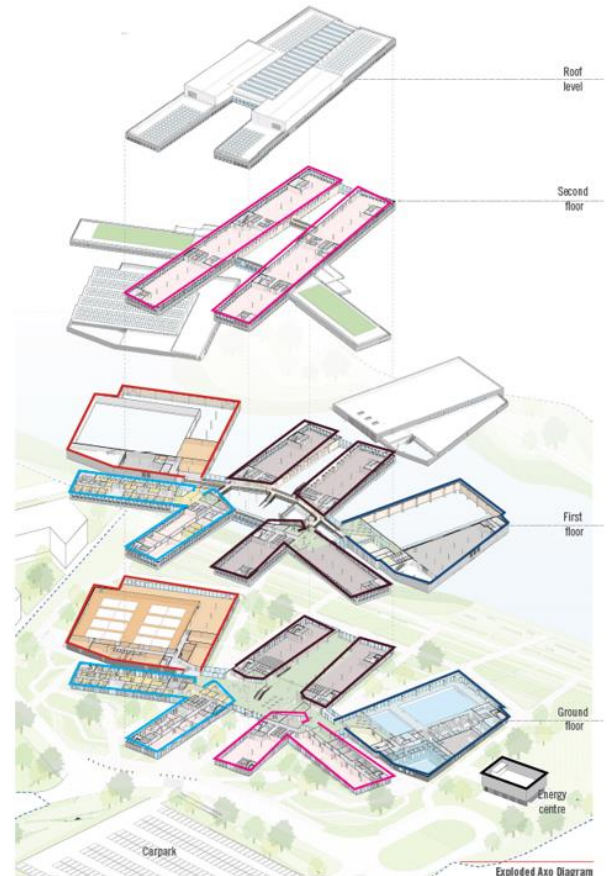 Roof
level
Second
floor
First
floor
Ground
floor
Energy
centre
Carpark
Exploded Axo Diagram